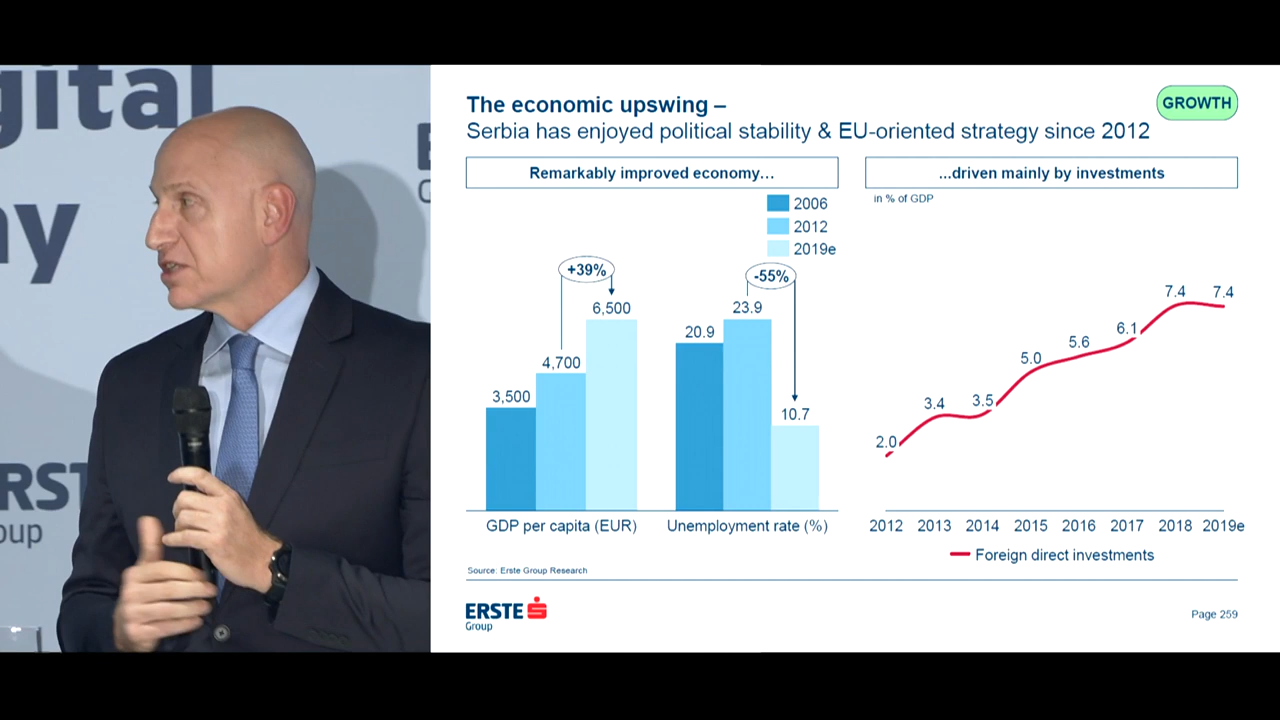 gital
ay
ERST
oup
E
G
The economic upswing –
GROWTH
Serbia has enjoyed political stability & EU-oriented strategy since 2012
Remarkably improved economy…
2006
2012
2019e
+39%
-55%
6,500
4,700
3,500
20.9
23.9
10.7
GDP per capita (EUR)
Unemployment rate (%)
…driven mainly by investments
in % of GDP
2.0
3.4
3.5
5.0
5.6
6.1
7.4
7.4
2012 2013 2014 2015 2016 2017 2018 2019e
Foreign direct investments
Source: Erste Group Research
ERSTE
Group
Page 259